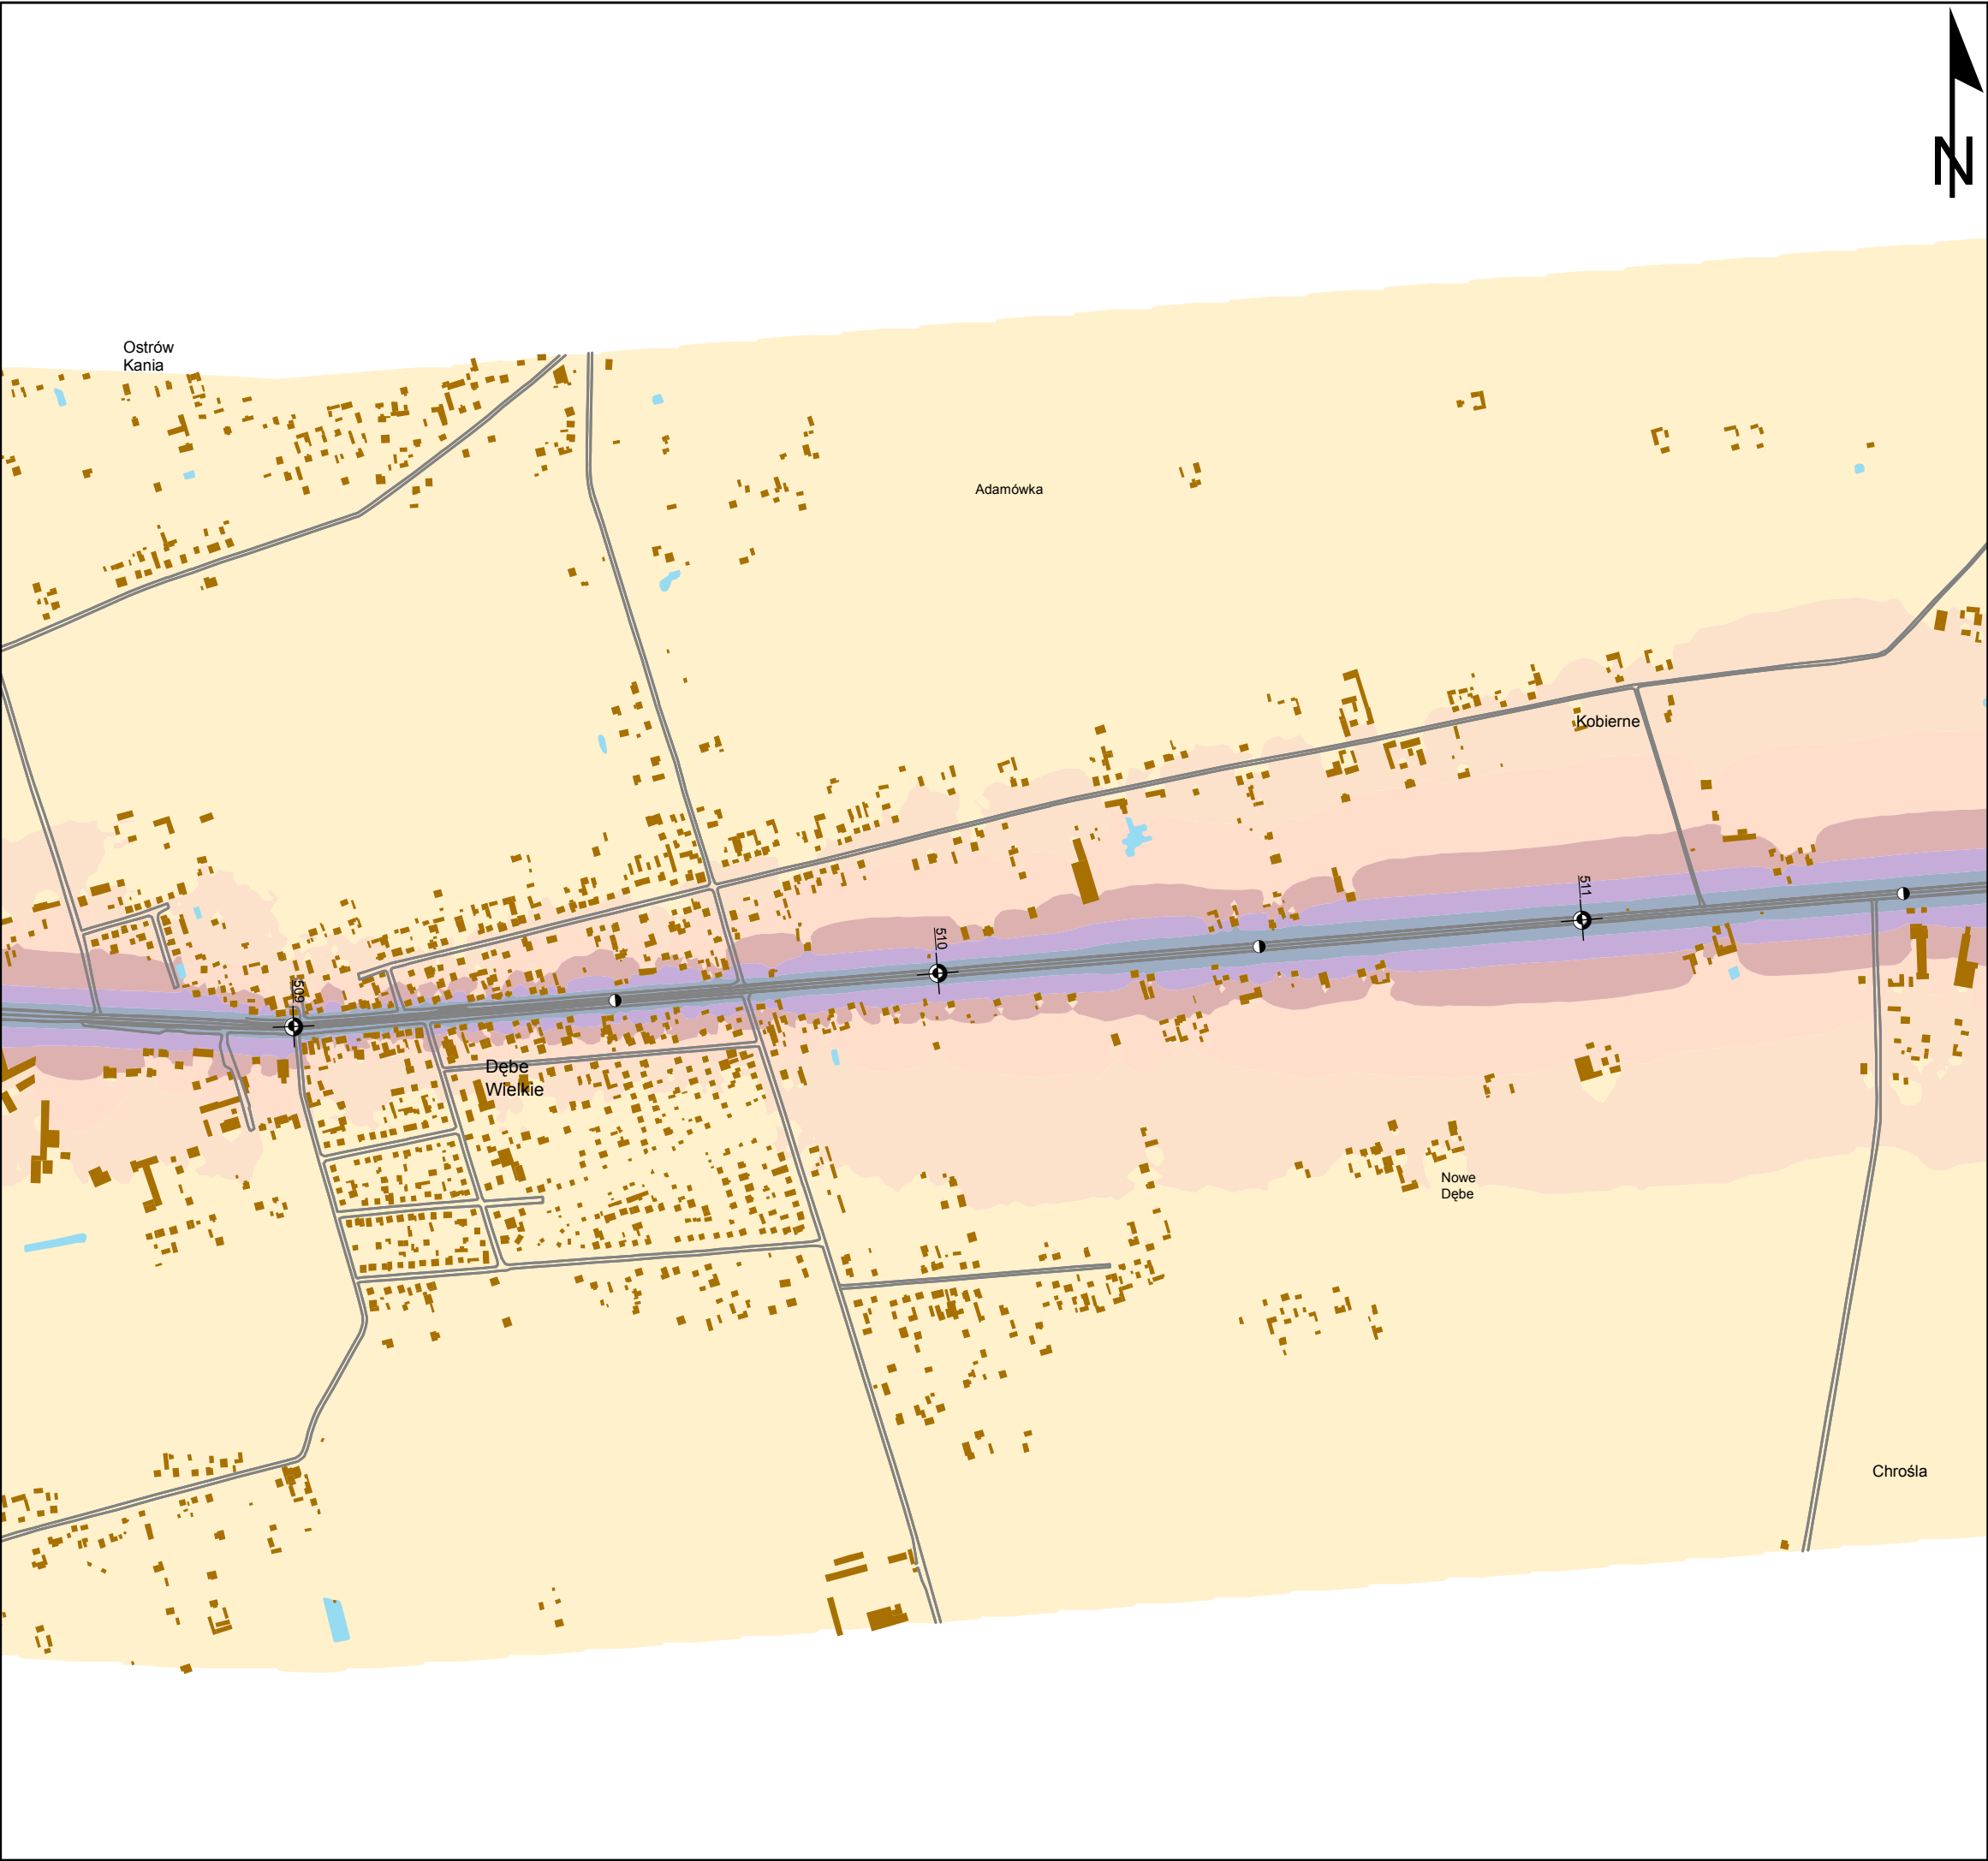 N
Ostrów
Kania
Adamówka
Kobierne
511
510
509
Dębe
Wielkie
Nowe
Dębe
Chrośla